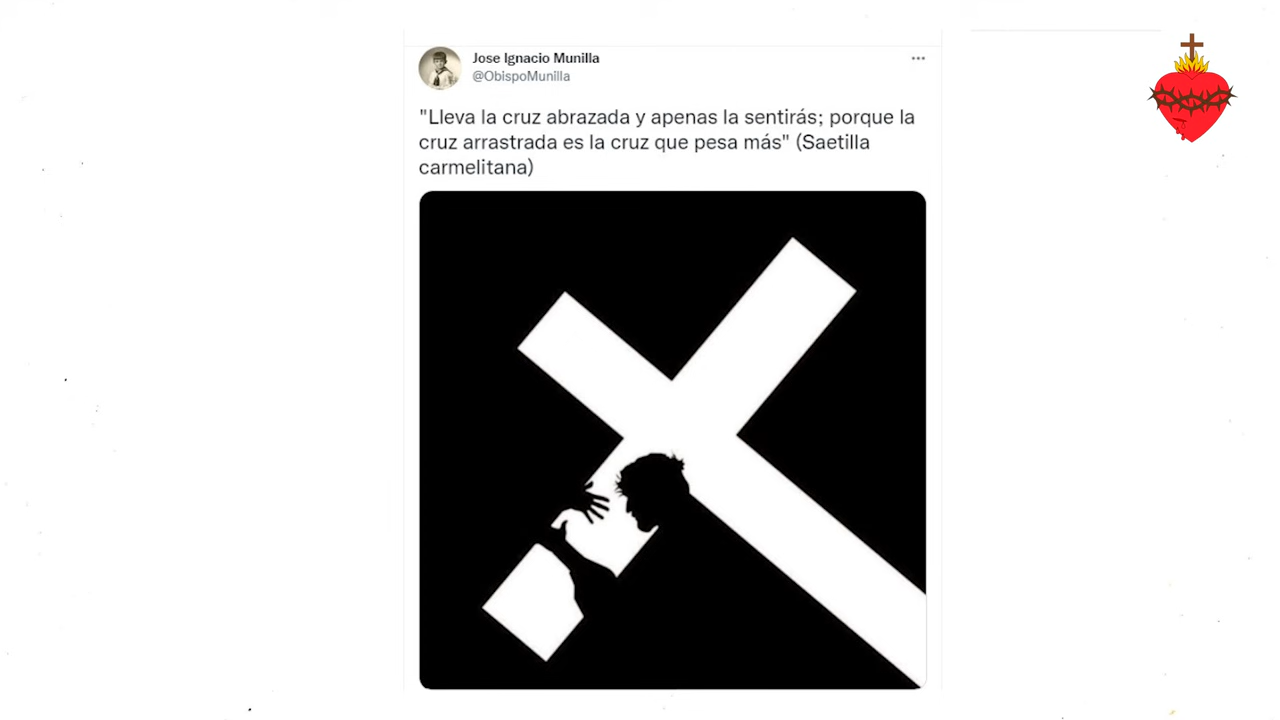 Jose Ignacio Munilla
@ObispoMunilla
"Lleva la cruz abrazada y apenas la sentirás; porque la
cruz arrastrada es la cruz que pesa más" (Saetilla
carmelitana)